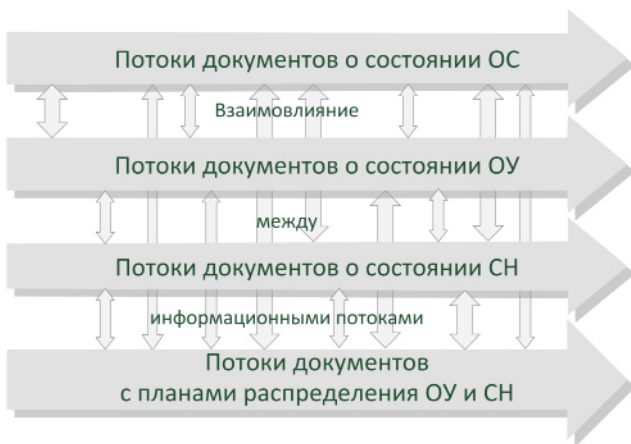 Потоки документов о состоянии ОС
Взаимовлияние
Потоки документов о состоянии ОУ
между
Потоки документов о состоянии СН
информационными потоками
Потоки документов
с планами распределения ОУ и СН